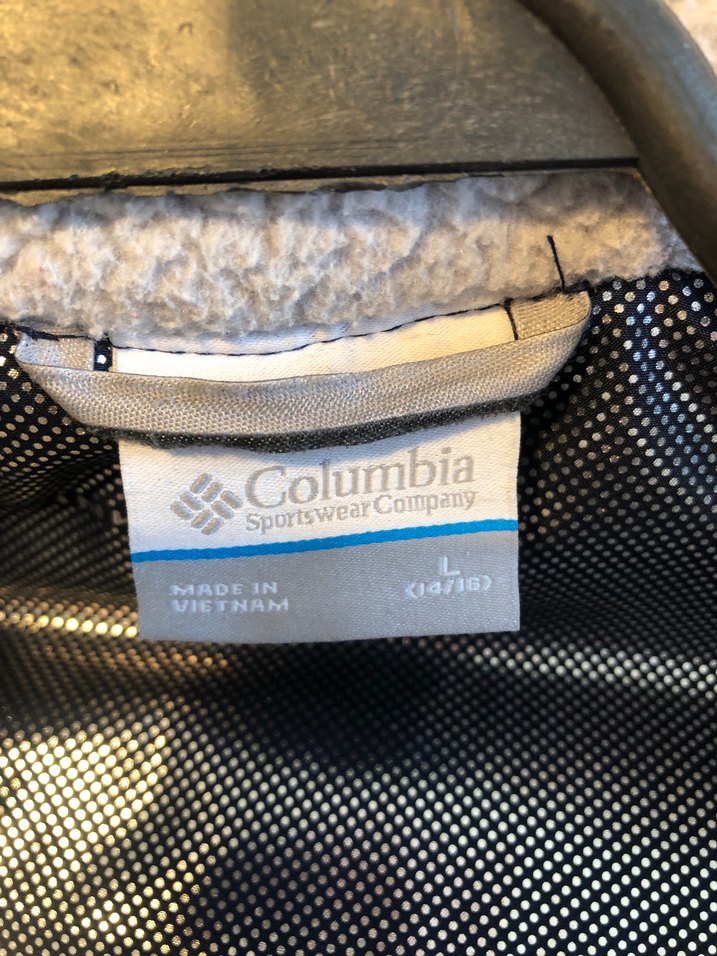 Columbia
Sportswear Company
MADE IN
VIETNAM
L
(14/16)